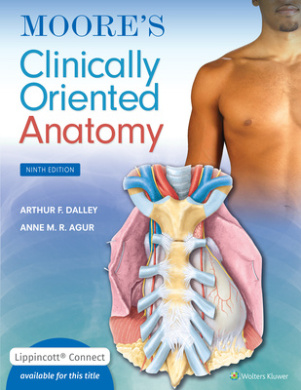 MOORE'S
Clinically
Oriented
Anatomy
NINTH EDITION
ARTHUR F. DALLEY
ANNE M. R. AGUR
Lippincott® Connect
available for this title
Wolters Kluwer